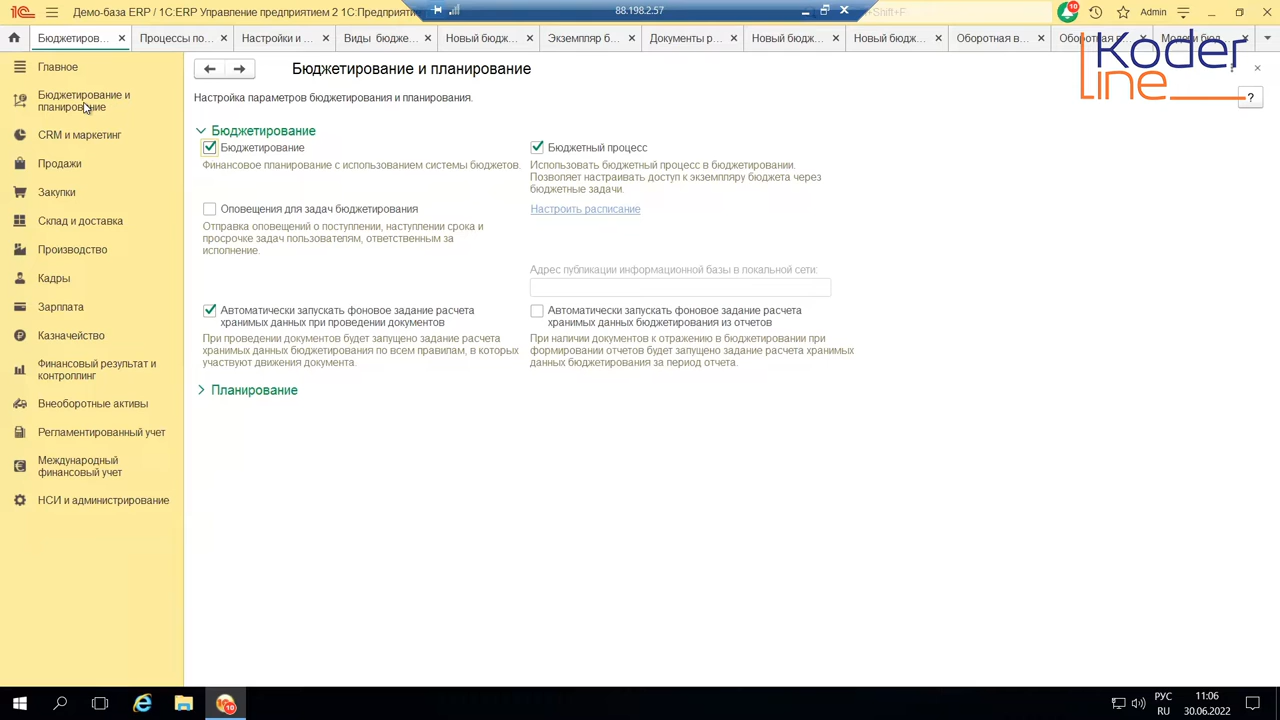 Демо-база ERP / 1С:ERP Управление предприятием 2 1С:Предприятие
88.198.2.57
+Shift+F
10
Admin
Бюджетиров...
Процессы по...
Настройки и ...
Виды бюдже...
Новый бюдж...
Экземпляр б...
Документы р...
Новый бюдж...
Новый бюдж...
Оборотная в...
Koder
line
Главное
Бюджетирование и
планирование
CRM и маркетинг
Продажи
Закупки
Склад и доставка
Производство
Кадры
Зарплата
Казначейство
Финансовый результат и
контроллинг
Внеоборотные активы
Регламентированный учет
Международный
финансовый учет
НСИ и администрирование
Бюджетирование и планирование
?
Настройка параметров бюджетирования и планирования.
Бюджетирование
Бюджетирование
Финансовое планирование с использованием системы бюджетов.
Бюджетный процесс
Использовать бюджетный процесс в бюджетировании.
Позволяет настраивать доступ к экземпляру бюджета через
бюджетные задачи.
Оповещения для задач бюджетирования
Отправка оповещений о поступлении, наступлении срока и
просрочке задач пользователям, ответственным за
исполнение.
Настроить расписание
Адрес публикации информационной базы в локальной сети:
Автоматически запускать фоновое задание расчета
хранимых данных при проведении документов
При проведении документов будет запущено задание расчета
хранимых данных бюджетирования по всем правилам, в которых
участвуют движения документа.
Автоматически запускать фоновое задание расчета
хранимых данных бюджетирования из отчетов
При наличии документов к отражению в бюджетировании при
формировании отчетов будет запущено задание расчета хранимых
данных бюджетирования за период отчета.
Планирование
10
РУС
RU
11:06
30.06.2022